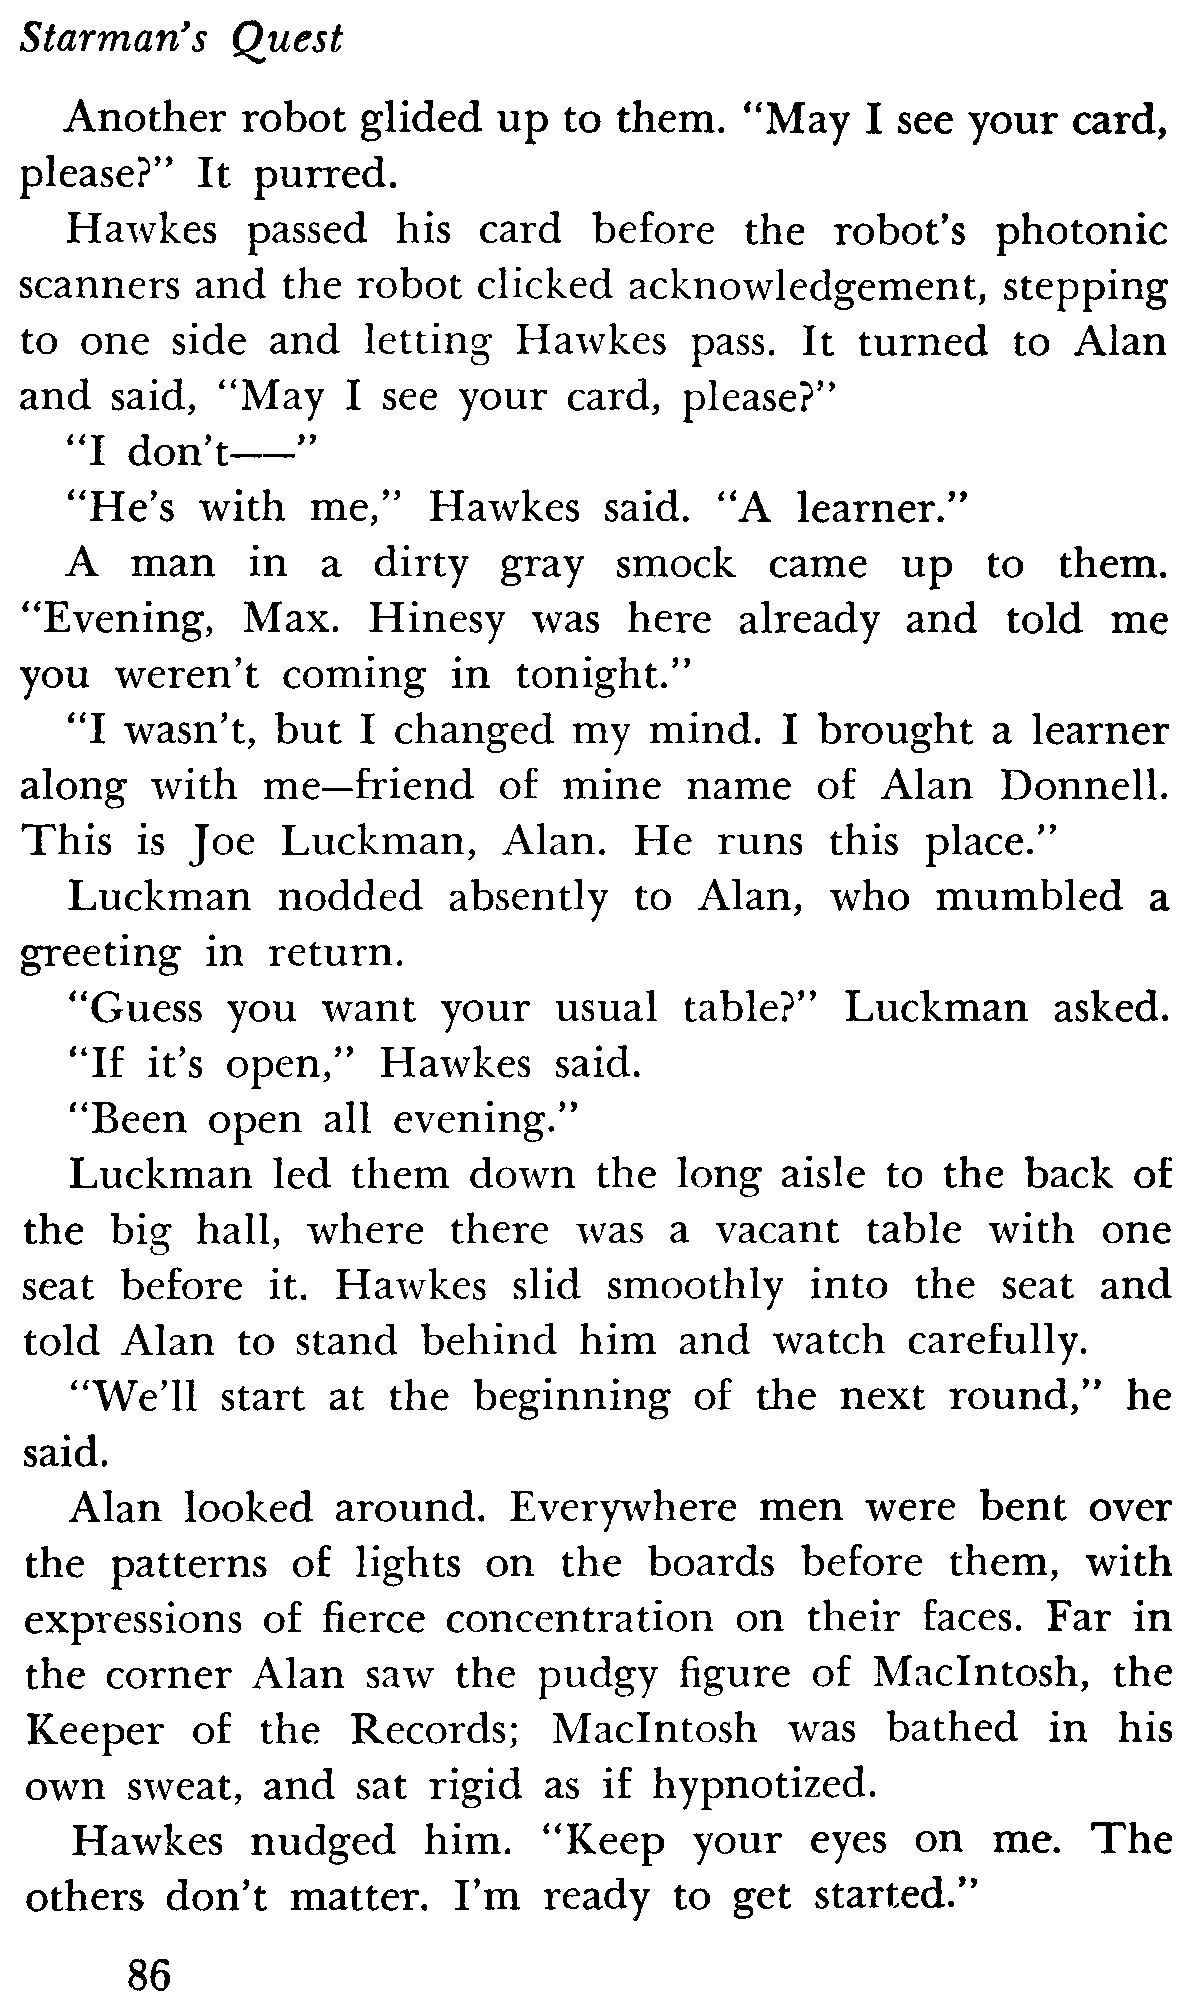 Starman's Quest
Another robot glided up to them. “May I see your card,
please?” It purred.
Hawkes passed his card before the robot's photonic
scanners and the robot clicked acknowledgement, stepping
to one side and letting Hawkes pass. It turned to Alan
and said, “May I see your card, please?”
“I don't——”
“He's with me,” Hawkes said. “A learner.”
A man in a dirty gray smock came up to them.
“Evening, Max. Hinesy was here already and told me
you weren't coming in tonight.”
“I wasn't, but I changed my mind. I brought a learner
along with me—friend of mine name of Alan Donnell.
This is Joe Luckman, Alan. He runs this place.”
Luckman nodded absently to Alan, who mumbled a
greeting in return.
“Guess you want your usual table?” Luckman asked.
“If it's open,” Hawkes said.
“Been open all evening.”
Luckman led them down the long aisle to the back of
the big hall, where there was a vacant table with one
seat before it. Hawkes slid smoothly into the seat and
told Alan to stand behind him and watch carefully.
“We'll start at the beginning of the next round,” he
said.
Alan looked around. Everywhere men were bent over
the patterns of lights on the boards before them, with
expressions of fierce concentration on their faces. Far in
the corner Alan saw the pudgy figure of MacIntosh, the
Keeper of the Records; MacIntosh was bathed in his
own sweat, and sat rigid as if hypnotized.
Hawkes nudged him. “Keep your eyes on me. The
others don't matter. I'm ready to get started.”
86